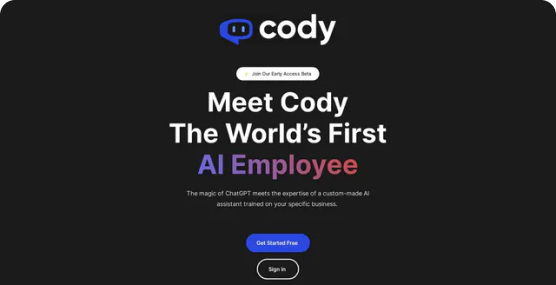 cody
Join Our Early Access Beta
Meet Cody
The World's First
AI Employee
The magic of ChatGPT meets the expertise of a custom-made AI
assistant trained on your specific business.
Get Started Free
Sign in